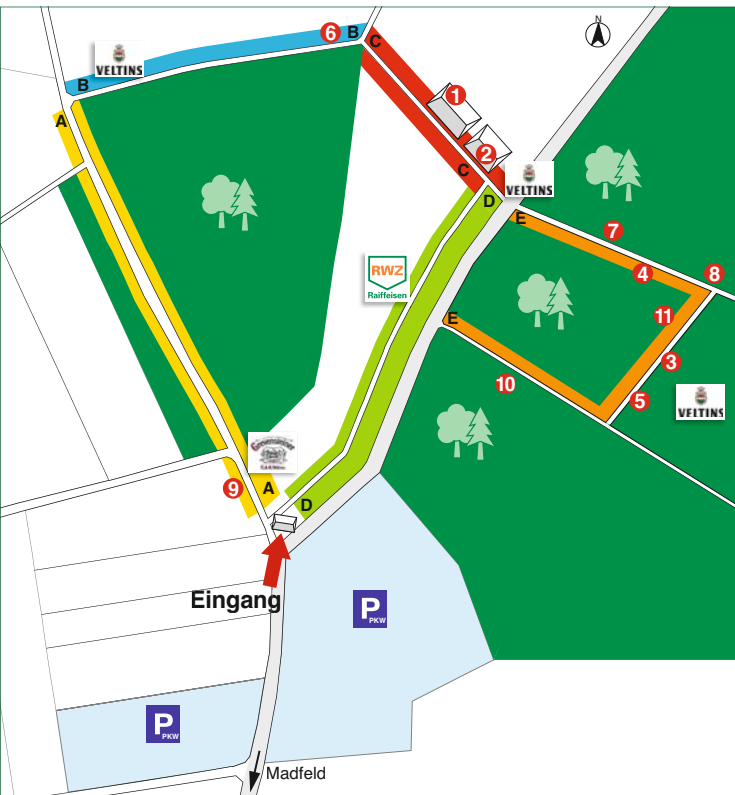 N
6
B
C
VELTINS
B
1
A
2
C
VELTINS
D
E
7
4
8
RWZ
Raiffeisen
11
E
3
10
5
VELTINS
9
A
D
Eingang
P
PKW
P
PKW
Madfeld